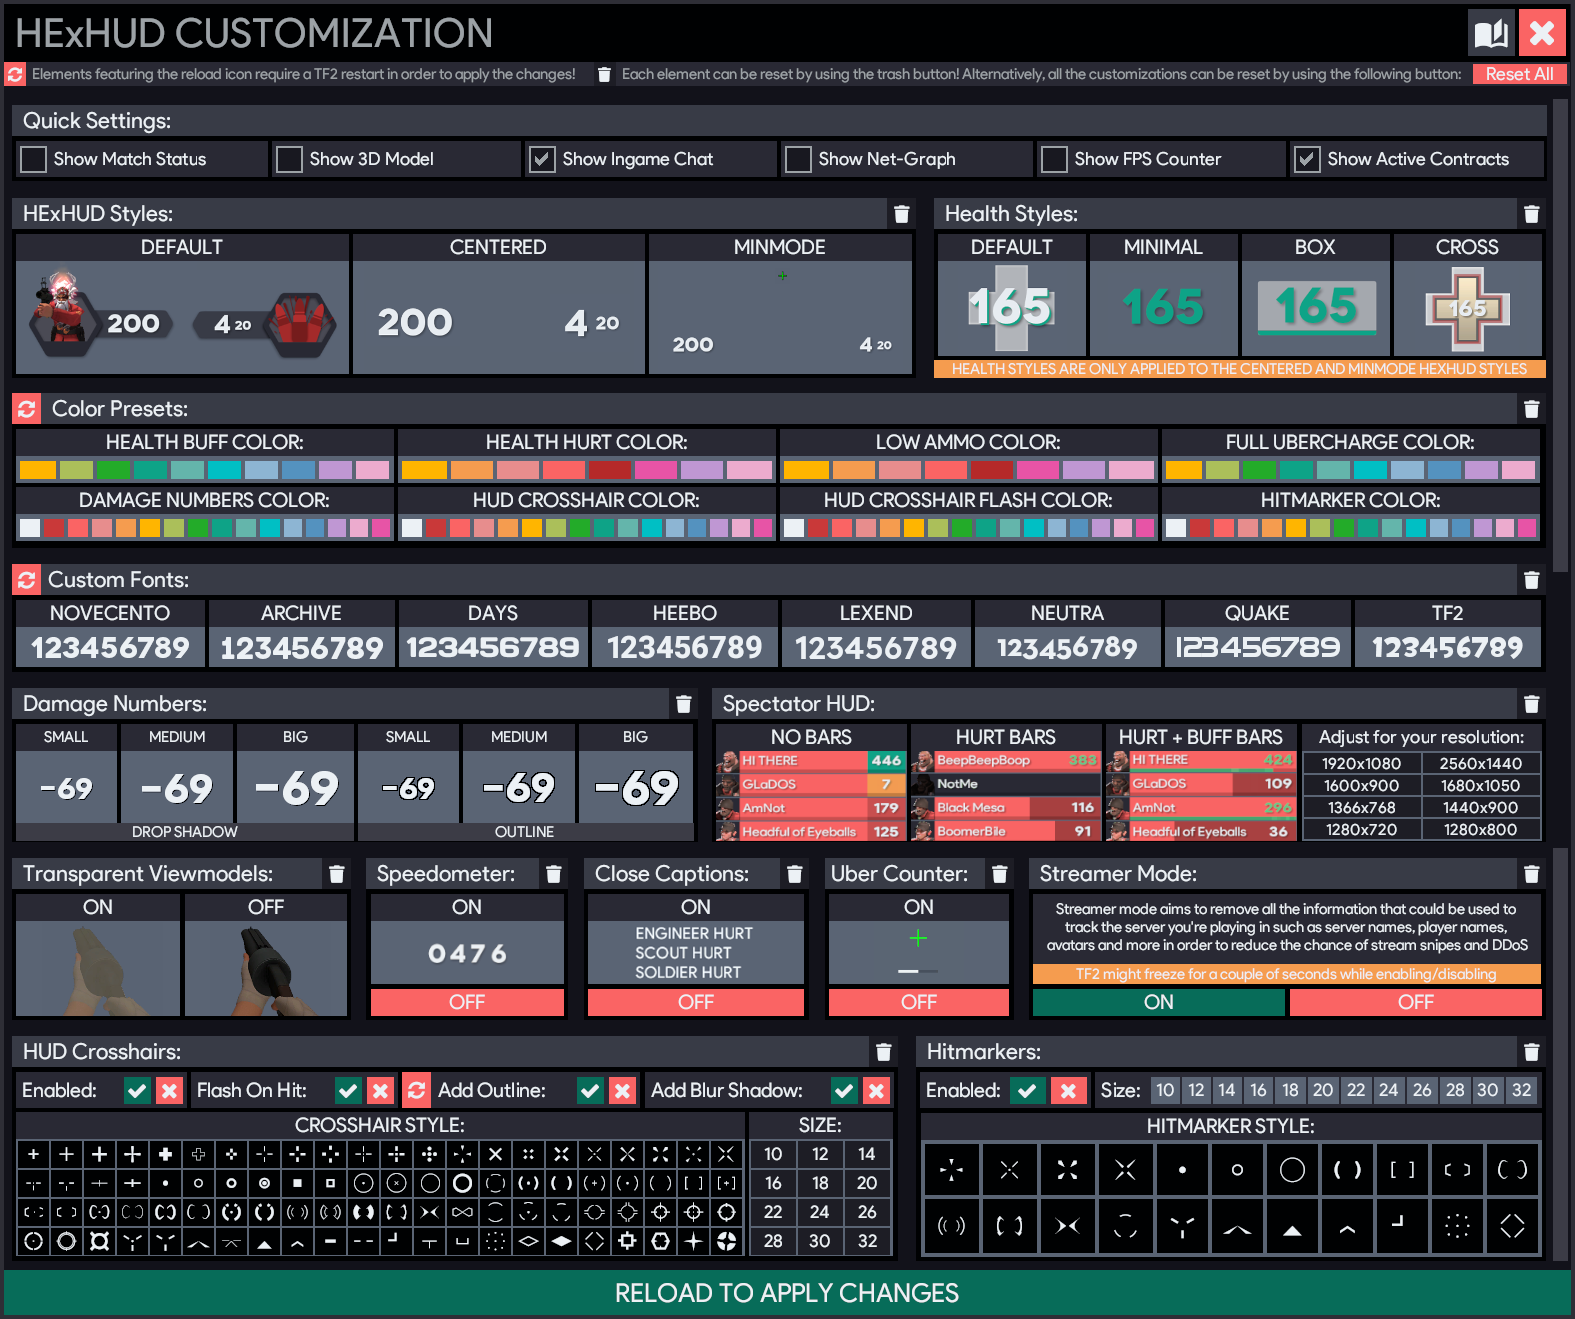 HExHUD CUSTOMIZATION
Elements featuring the reload icon require a TF2 restart in order to apply the changes! Each element can be reset by using the trash button! Alternatively, all the customizations can be reset by using the following button: Reset All
Quick Settings:
Show Match Status Show 3D Model Show Ingame Chat Show Net-Graph Show FPS Counter Show Active Contracts
HExHUD Styles:
DEFAULT CENTERED MINMODE
200 4 20 200 4 20 200 4 20
Health Styles:
DEFAULT MINIMAL BOX CROSS
165 165 165 165
HEALTH STYLES ARE ONLY APPLIED TO THE CENTERED AND MINMODE HEXHUD STYLES
Color Presets:
HEALTH BUFF COLOR: HEALTH HURT COLOR: LOW AMMO COLOR: FULL UBERCHARGE COLOR:
DAMAGE NUMBERS COLOR: HUD CROSSHAIR COLOR: HUD CROSSHAIR FLASH COLOR: HITMARKER COLOR:
Custom Fonts:
NOVECENTO ARCHIVE DAYS HEEBO LEXEND NEUTRA QUAKE TF2
123456789 123456789 123456789 123456789 123456789 123456789 123456789 123456789
Damage Numbers:
SMALL MEDIUM BIG SMALL MEDIUM BIG
-69 -69 -69 -69 -69 -69
DROP SHADOW OUTLINE
Spectator HUD:
NO BARS HURT BARS HURT + BUFF BARS Adjust for your resolution:
HI THERE 446 BeepBeepBoop 383 HI THERE 424 1920x1080 2560x1440
GLaDOS 7 NotMe GLaDOS 109 1600x900 1680x1050
AmNot 179 Black Mesa 116 AmNot 296 1366x768 1440x900
Headful of Eyeballs 125 BoomerBile 91 Headful of Eyeballs 36 1280x720 1280x800
Transparent Viewmodels:
ON OFF
Speedometer:
ON
0476
OFF
Close Captions:
ON
ENGINEER HURT
SCOUT HURT
SOLDIER HURT
OFF
Uber Counter:
ON
OFF
Streamer Mode:
Streamer mode aims to remove all the information that could be used to
track the server you're playing in such as server names, player names,
avatars and more in order to reduce the chance of stream snipes and DDoS
TF2 might freeze for a couple of seconds while enabling/disabling
ON OFF
HUD Crosshairs:
Enabled: Flash On Hit: Add Outline: Add Blur Shadow:
CROSSHAIR STYLE: SIZE:
10 12 14
16 18 20
22 24 26
28 30 32
Hitmarkers:
Enabled: Size: 10 12 14 16 18 20 22 24 26 28 30 32
HITMARKER STYLE:
RELOAD TO APPLY CHANGES